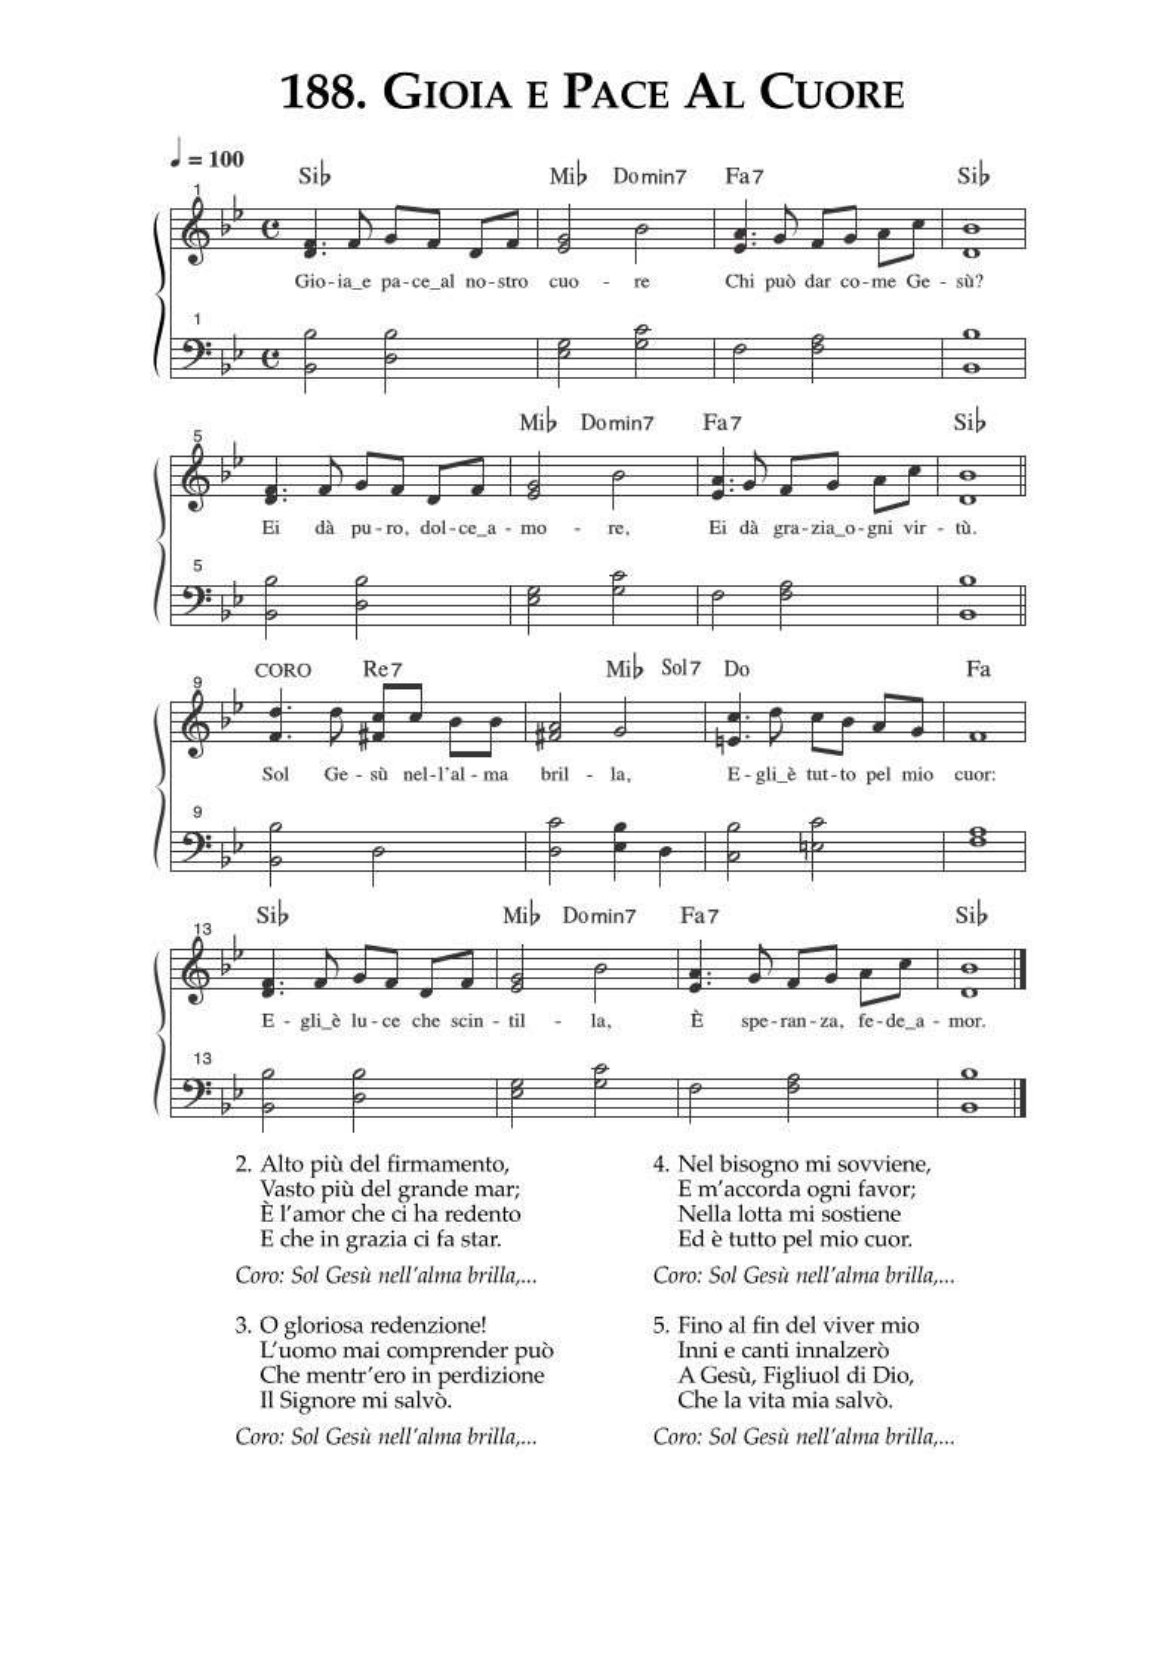 188. GIOIA E PACE AL CUORE
♩ = 100
Si♭ Mi♭ Domin7 Fa7 Si♭
1
Gio-ia_e pa-ce_al no-stro cuo - re Chi può dar co-me Ge - sù?
1
Mi♭ Domin7 Fa7 Si♭
5
Ei dà pu-ro, dol-ce_a - mo - re, Ei dà gra-zia_o-gni vir - tù.
5
CORO Re7 Mi♭ Sol7 Do Fa
9
Sol Ge - sù nel-l'al-ma bril - la, E-gli_è tut-to pel mio cuor:
9
Si♭ Mi♭ Domin7 Fa7 Si♭
13
E - gli_è lu-ce che scin - til - la, È spe-ran-za, fe-de_a - mor.
13
2. Alto più del firmamento,
Vasto più del grande mar;
È l'amor che ci ha redento
E che in grazia ci fa star.
Coro: Sol Gesù nell'alma brilla,...
3. O gloriosa redenzione!
L'uomo mai comprender può
Che mentr'ero in perdizione
Il Signore mi salvò.
Coro: Sol Gesù nell'alma brilla,...
4. Nel bisogno mi sovviene,
E m'accorda ogni favor;
Nella lotta mi sostiene
Ed è tutto pel mio cuor.
Coro: Sol Gesù nell'alma brilla,...
5. Fino al fin del viver mio
Inni e canti innalzerò
A Gesù, Figliuol di Dio,
Che la vita mia salvò.
Coro: Sol Gesù nell'alma brilla,...